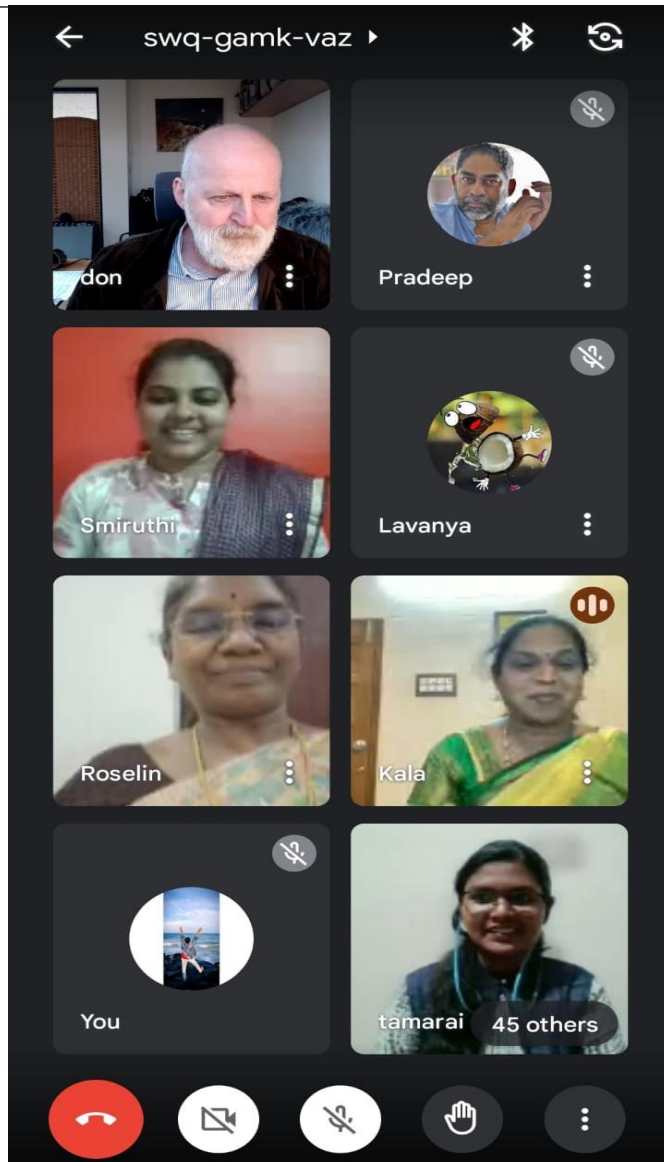 swq-gamk-vaz
don
Pradeep
Smiruthi
Lavanya
Roselin
Kala
You
tamarai
45 others